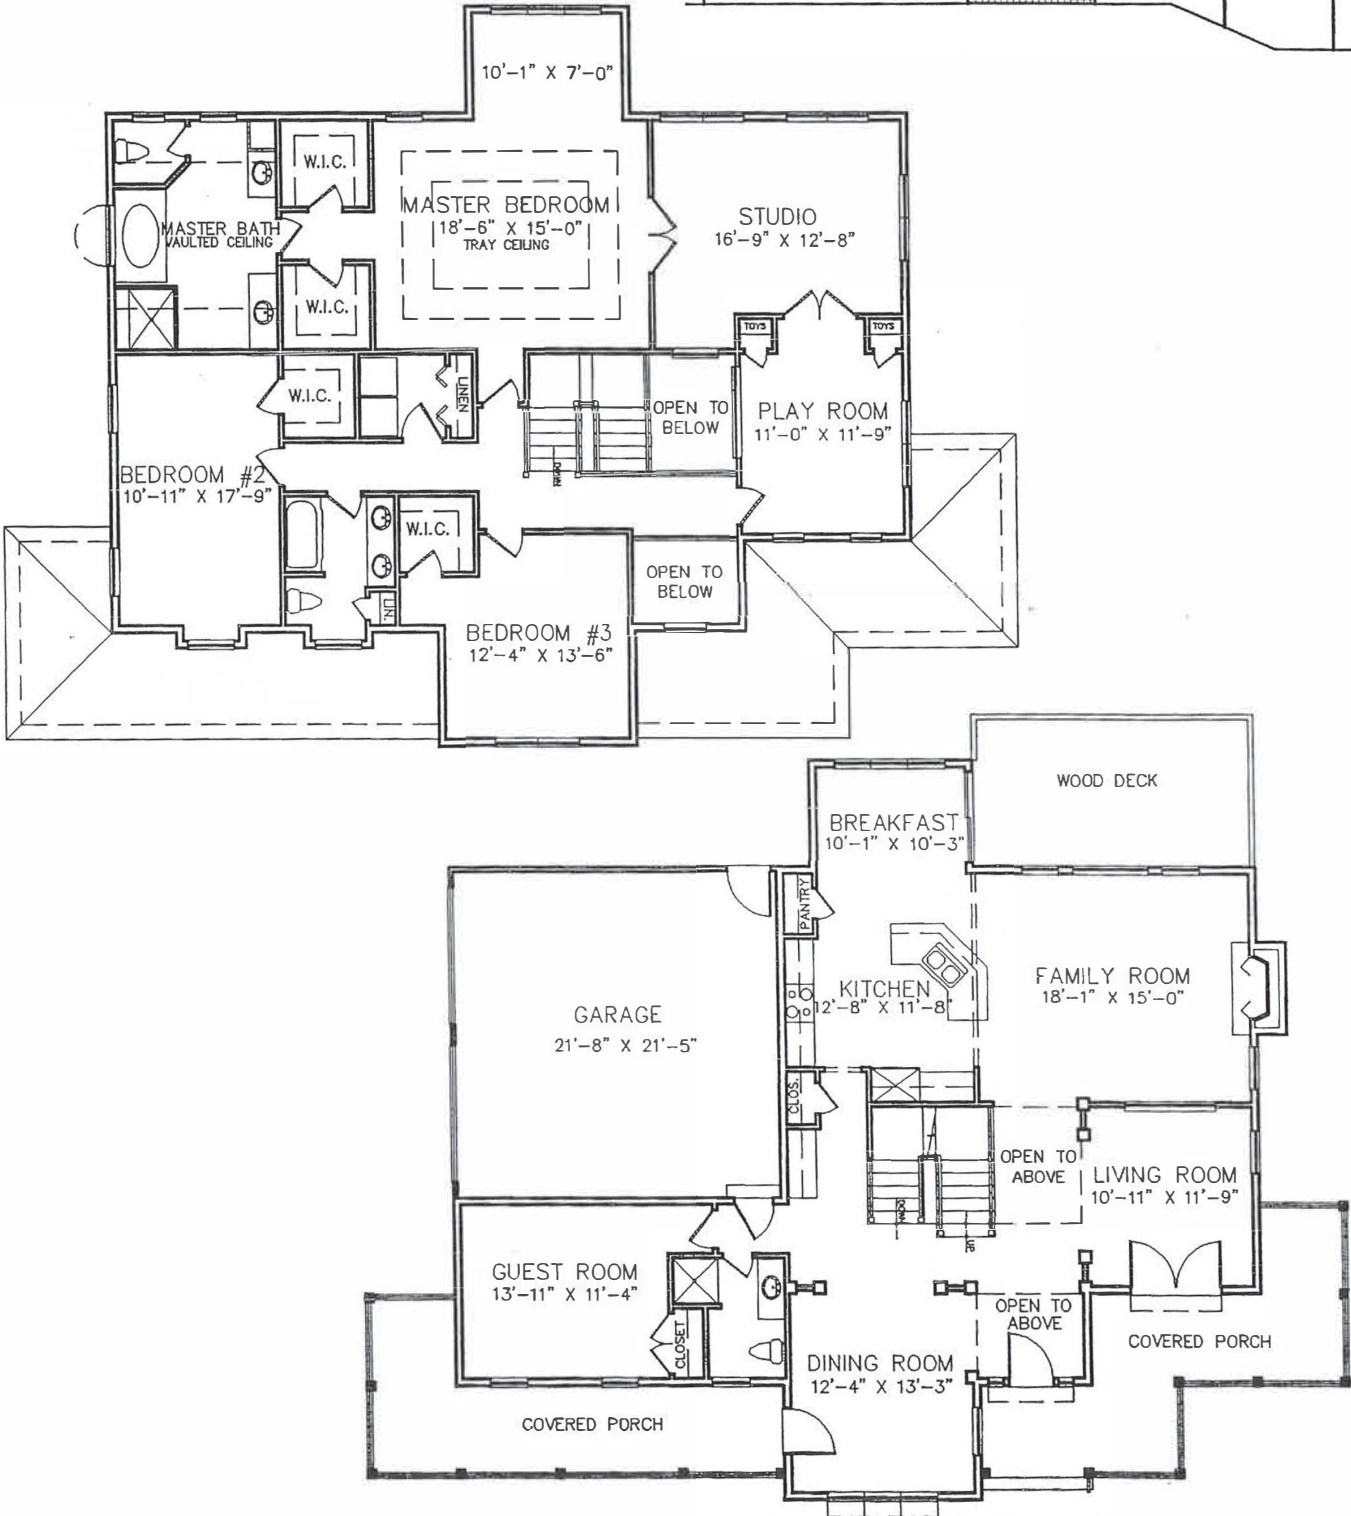 10'-1" X 7'-0"
W.I.C.
MASTER BEDROOM
18'-6" X 15'-0"
TRAY CEILING
STUDIO
16'-9" X 12'-8"
MASTER BATH
VAULTED CEILING
W.I.C.
TOYS
TOYS
W.I.C.
LINEN
OPEN TO
BELOW
PLAY ROOM
11'-0" X 11'-9"
BEDROOM #2
10'-11" X 17'-9"
DOWN
W.I.C.
OPEN TO
BELOW
LIN.
BEDROOM #3
12'-4" X 13'-6"
WOOD DECK
BREAKFAST
10'-1" X 10'-3"
PANTRY
FAMILY ROOM
18'-1" X 15'-0"
KITCHEN
12'-8" X 11'-8"
GARAGE
21'-8" X 21'-5"
CLOS.
OPEN TO
ABOVE
LIVING ROOM
10'-11" X 11'-9"
DOWN
UP
GUEST ROOM
13'-11" X 11'-4"
CLOSET
OPEN TO
ABOVE
COVERED PORCH
DINING ROOM
12'-4" X 13'-3"
COVERED PORCH